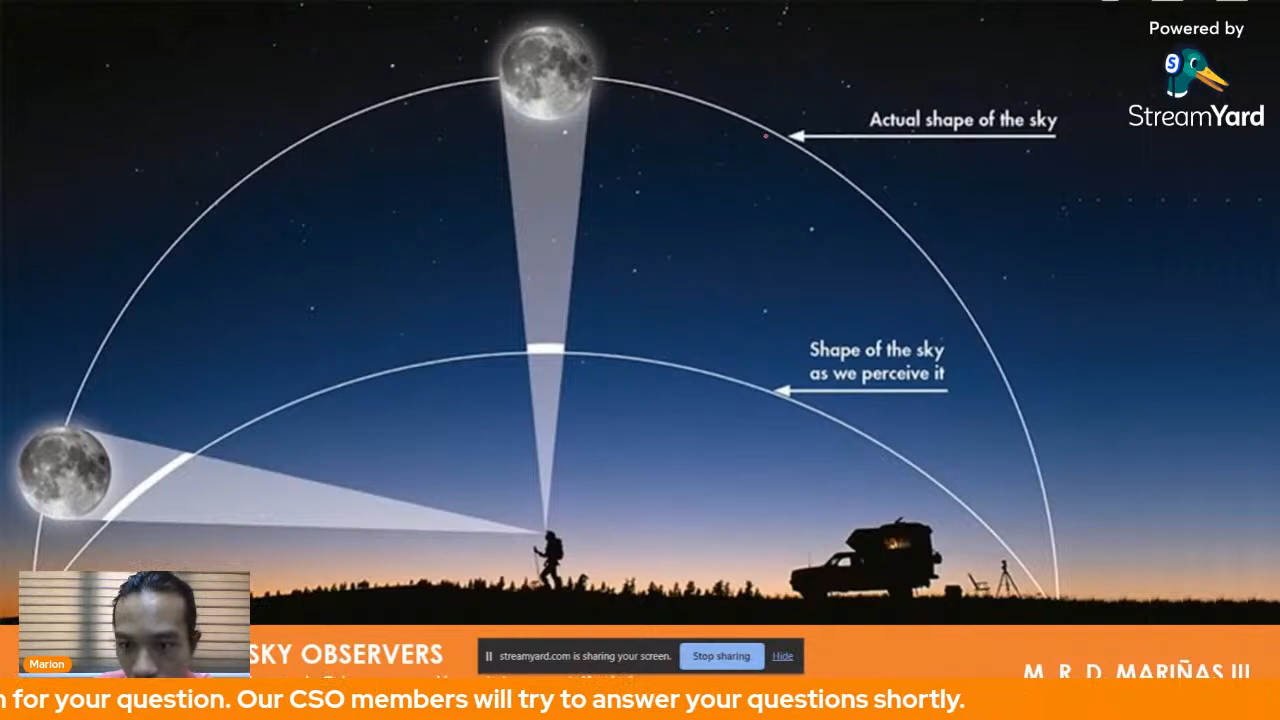 Powered by
StreamYard
Actual shape of the sky
Shape of the sky
as we perceive it
SKY OBSERVERS
streamyard.com is sharing your screen.
Stop sharing
Hide
M. R. D. MARIÑAS III
Marion
for your question. Our CSO members will try to answer your questions shortly.